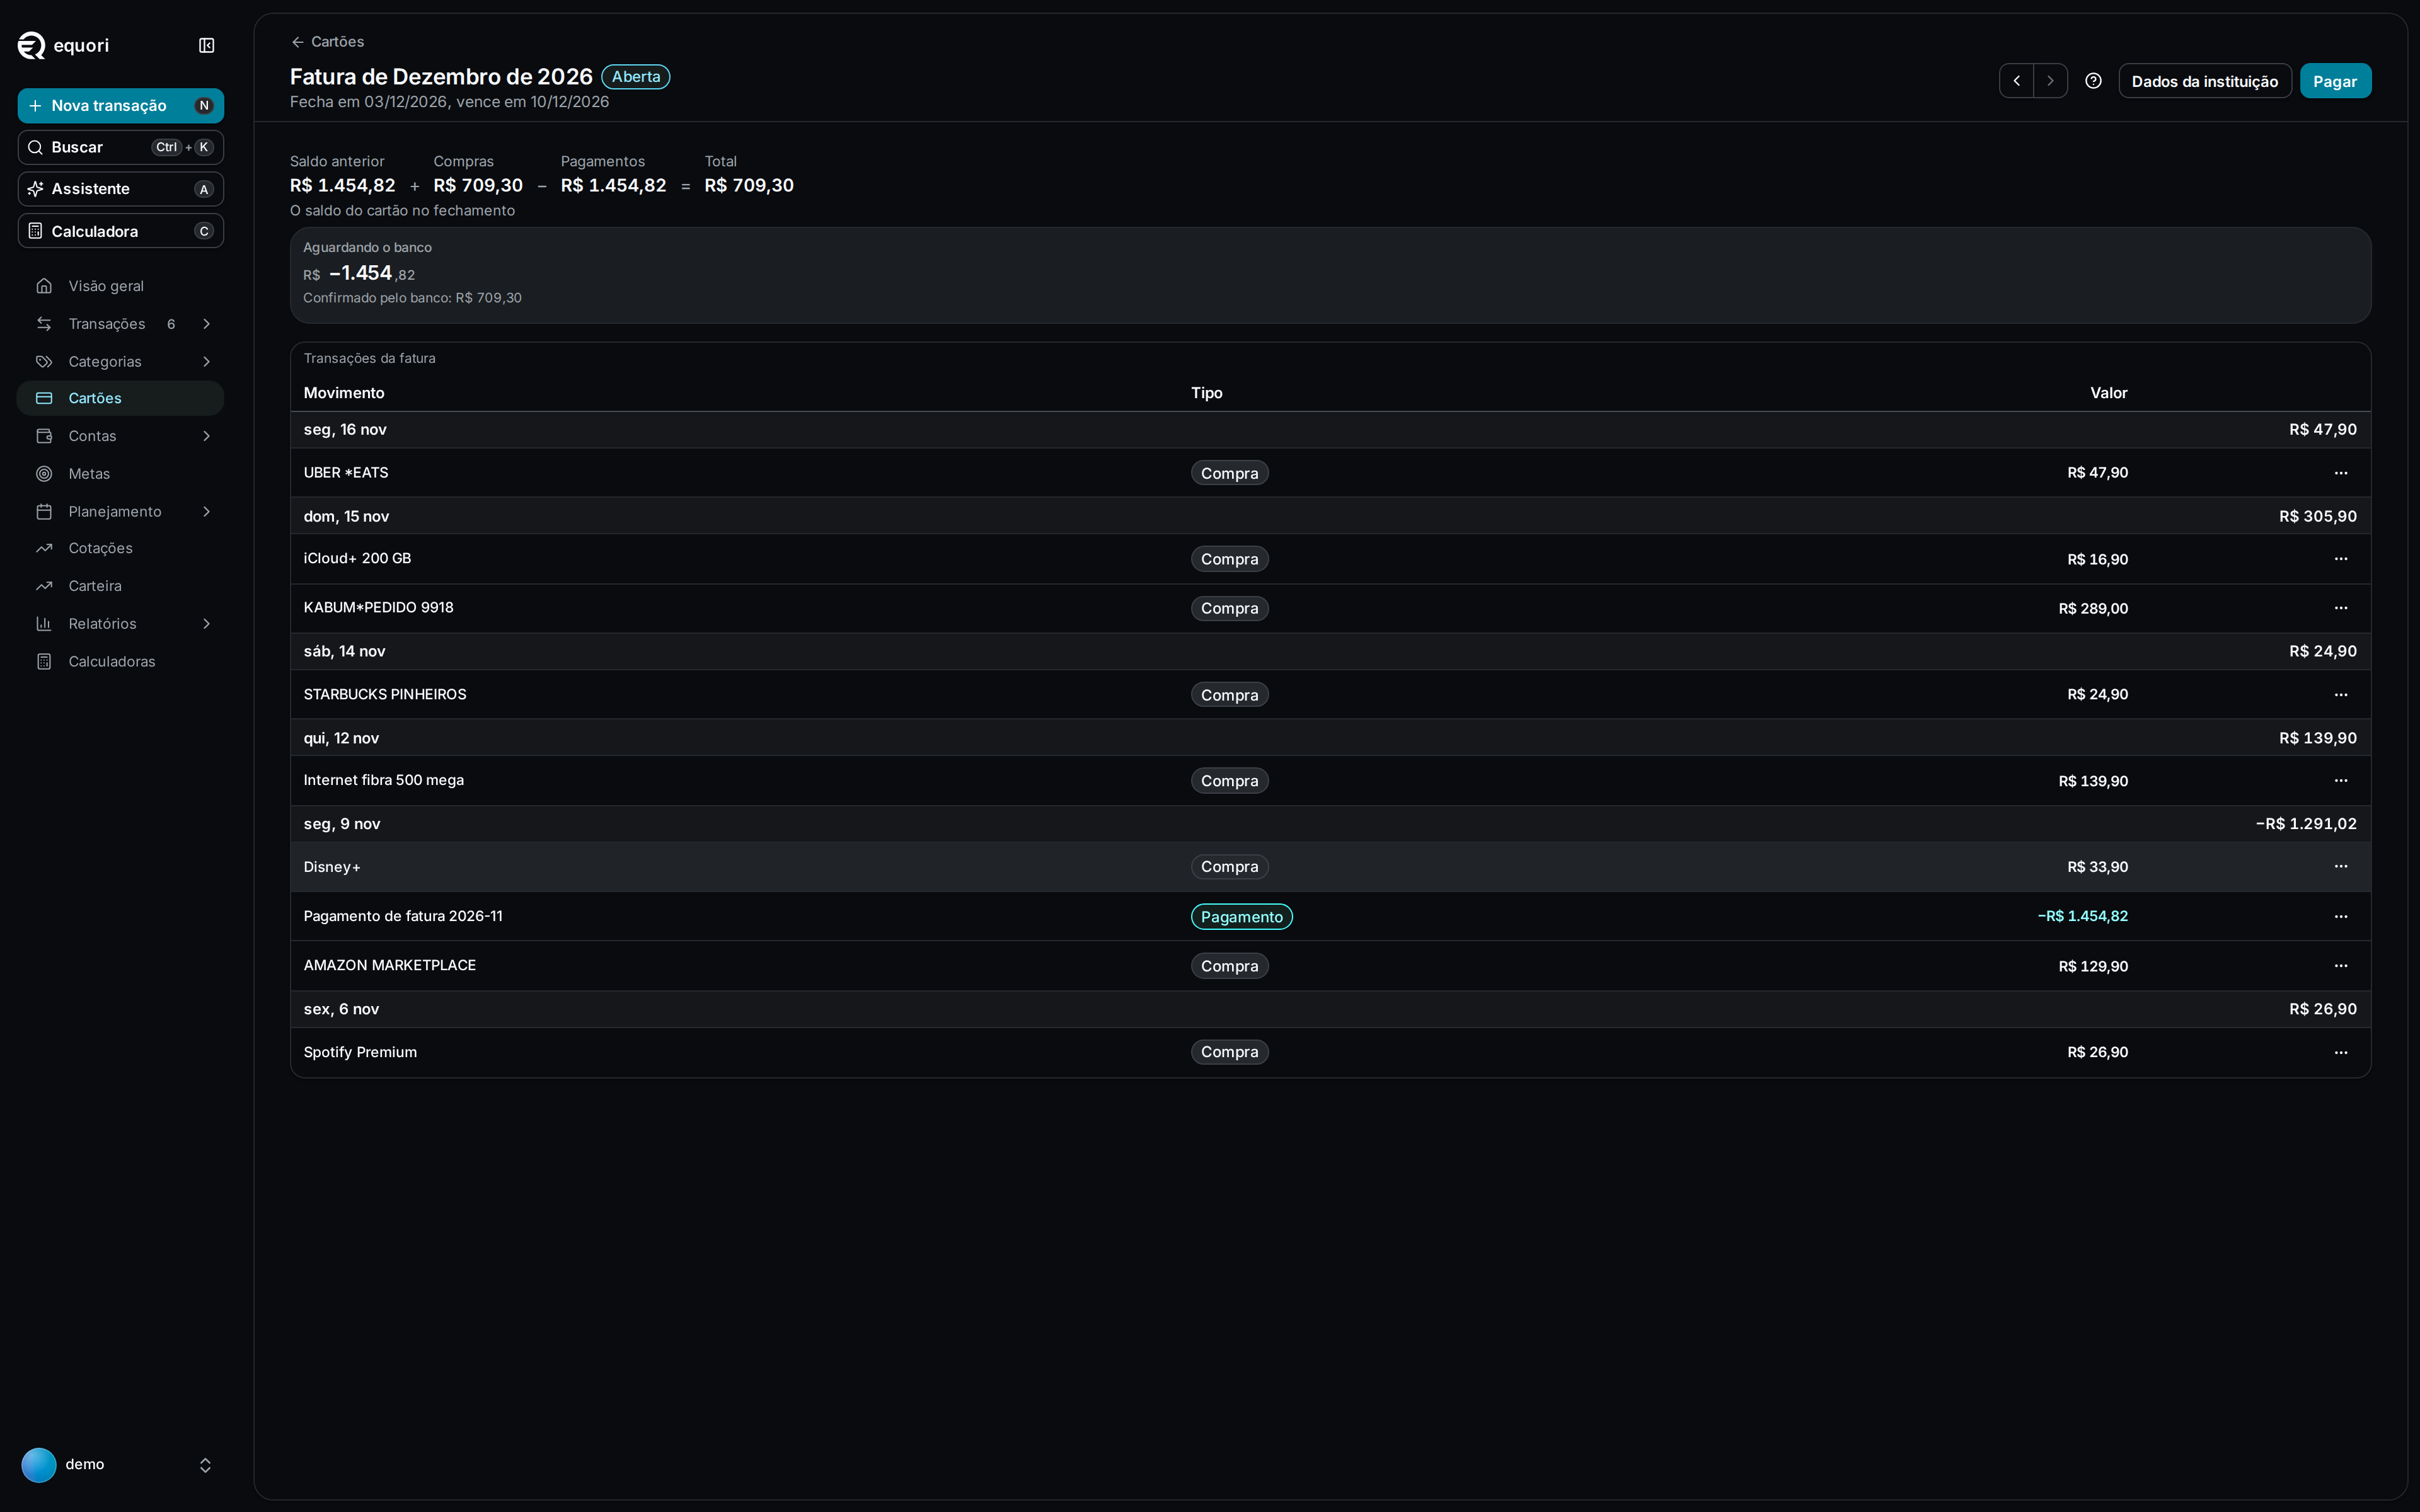 equori
Nova transação N
Buscar Ctrl + K
Assistente A
Calculadora C
Visão geral
Transações 6
Categorias
Cartões
Contas
Metas
Planejamento
Cotações
Carteira
Relatórios
Calculadoras
demo
Cartões
Fatura de Dezembro de 2026 Aberta
Fecha em 03/12/2026, vence em 10/12/2026
Dados da instituição Pagar
Saldo anterior Compras Pagamentos Total
R$ 1.454,82 + R$ 709,30 − R$ 1.454,82 = R$ 709,30
O saldo do cartão no fechamento
Aguardando o banco
R$ −1.454,82
Confirmado pelo banco: R$ 709,30
Transações da fatura
Movimento Tipo Valor
seg, 16 nov R$ 47,90
UBER *EATS Compra R$ 47,90
dom, 15 nov R$ 305,90
iCloud+ 200 GB Compra R$ 16,90
KABUM*PEDIDO 9918 Compra R$ 289,00
sáb, 14 nov R$ 24,90
STARBUCKS PINHEIROS Compra R$ 24,90
qui, 12 nov R$ 139,90
Internet fibra 500 mega Compra R$ 139,90
seg, 9 nov −R$ 1.291,02
Disney+ Compra R$ 33,90
Pagamento de fatura 2026-11 Pagamento −R$ 1.454,82
AMAZON MARKETPLACE Compra R$ 129,90
sex, 6 nov R$ 26,90
Spotify Premium Compra R$ 26,90